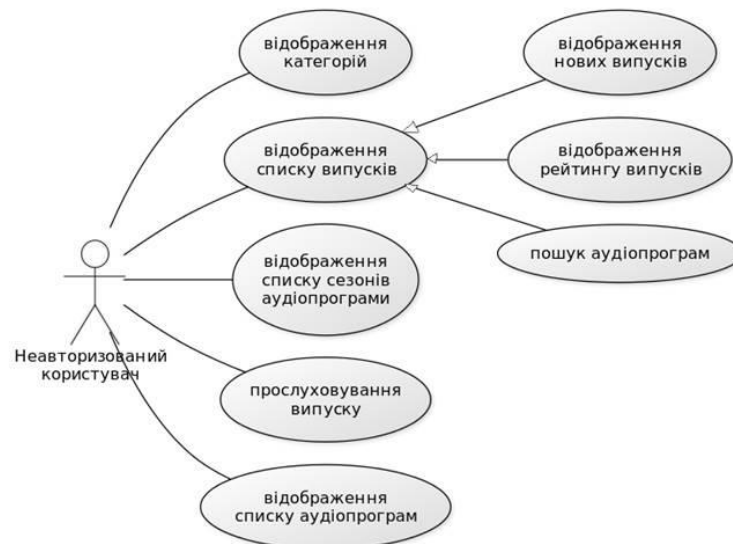 відображення
категорій
відображення
нових випусків
відображення
списку випусків
відображення
рейтингу випусків
пошук аудіопрограм
відображення
списку сезонів
аудіопрограми
Неавторизований
користувач
прослуховування
випуску
відображення
списку аудіопрограм